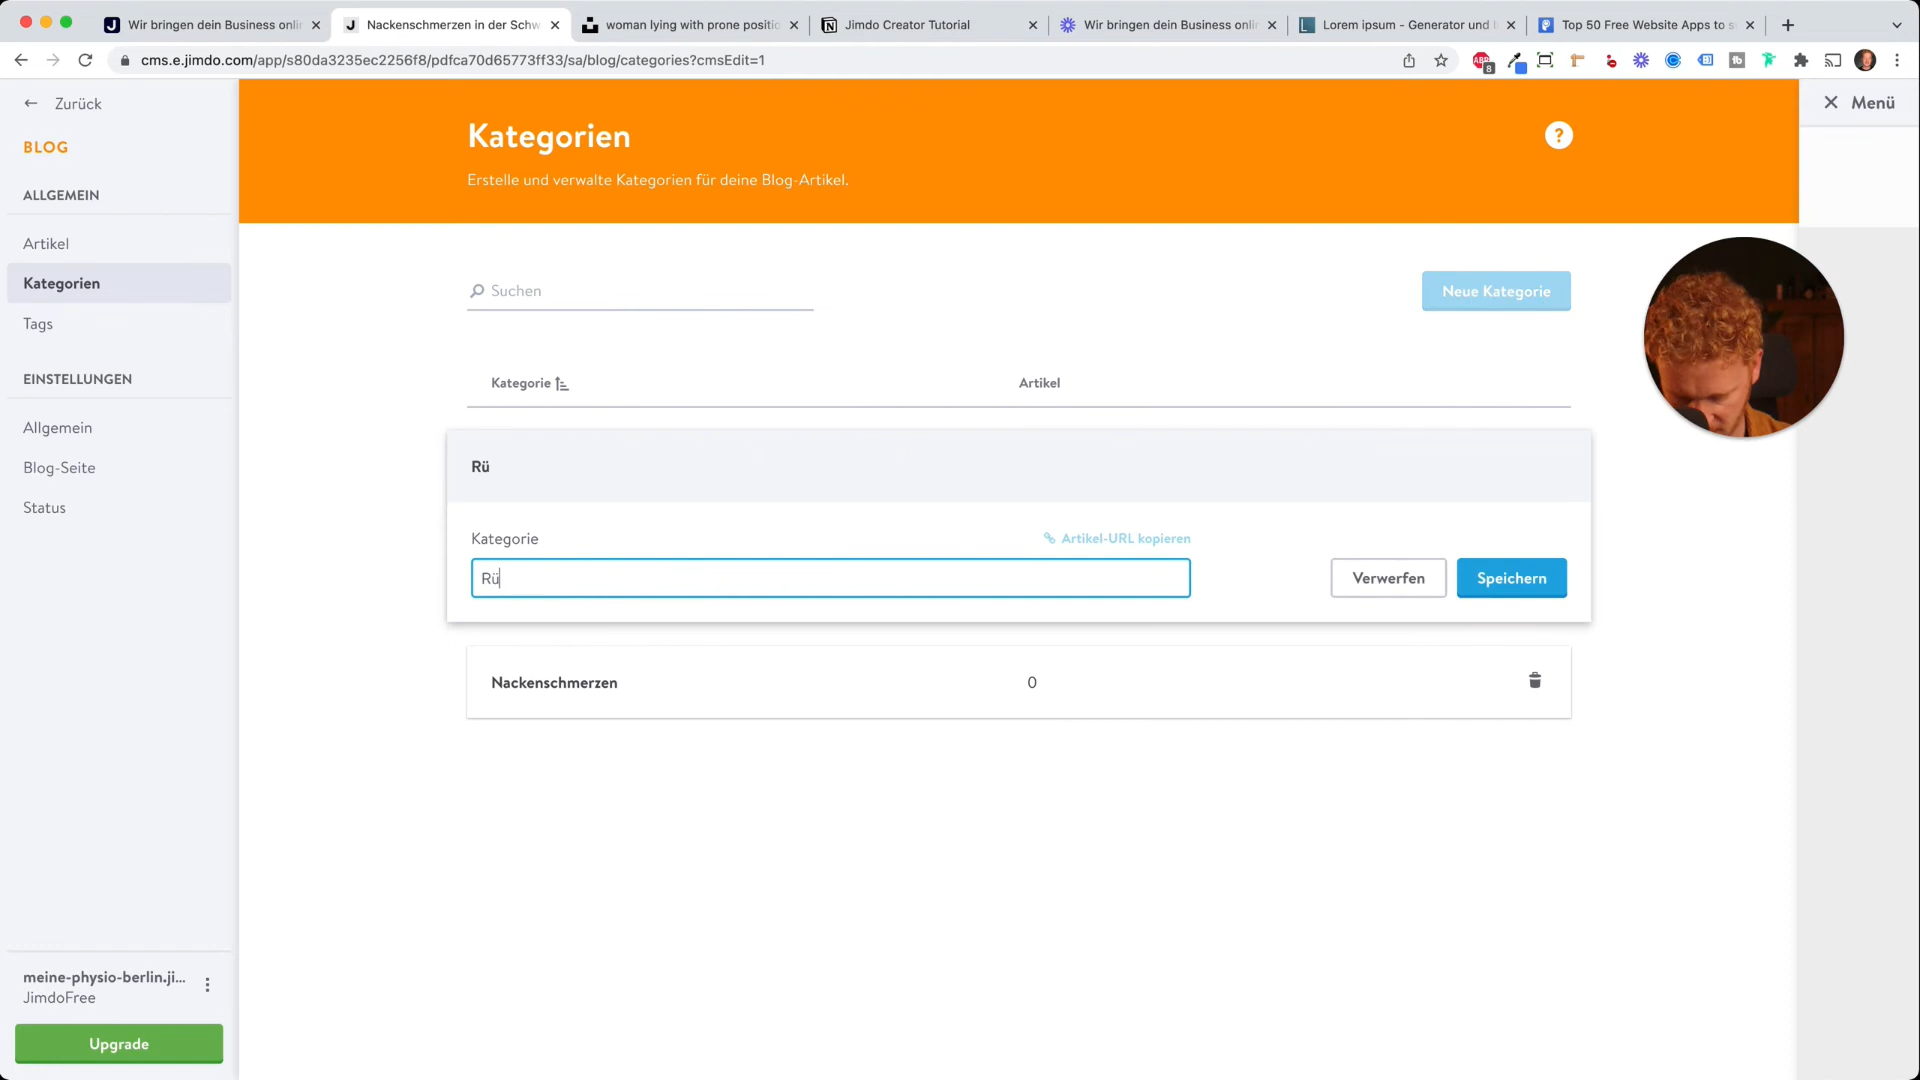 Wir bringen dein Business onlin
Nackenschmerzen in der Schw
woman lying with prone positio
Jimdo Creator Tutorial
Wir bringen dein Business onlin
Lorem ipsum - Generator und I
Top 50 Free Website Apps to s
cms.e.jimdo.com/app/s80da3235ec2256f8/pdfca70d65773ff33/sa/blog/categories?cmsEdit=1
ABP
8
Zurück
BLOG
ALLGEMEIN
Artikel
Kategorien
Tags
EINSTELLUNGEN
Allgemein
Blog-Seite
Status
meine-physio-berlin.ji...
JimdoFree
Upgrade
Kategorien
Erstelle und verwalte Kategorien für deine Blog-Artikel.
?
Menü
Suchen
Neue Kategorie
Kategorie
Artikel
Rü
Kategorie
Artikel-URL kopieren
Rü
Verwerfen
Speichern
Nackenschmerzen
0